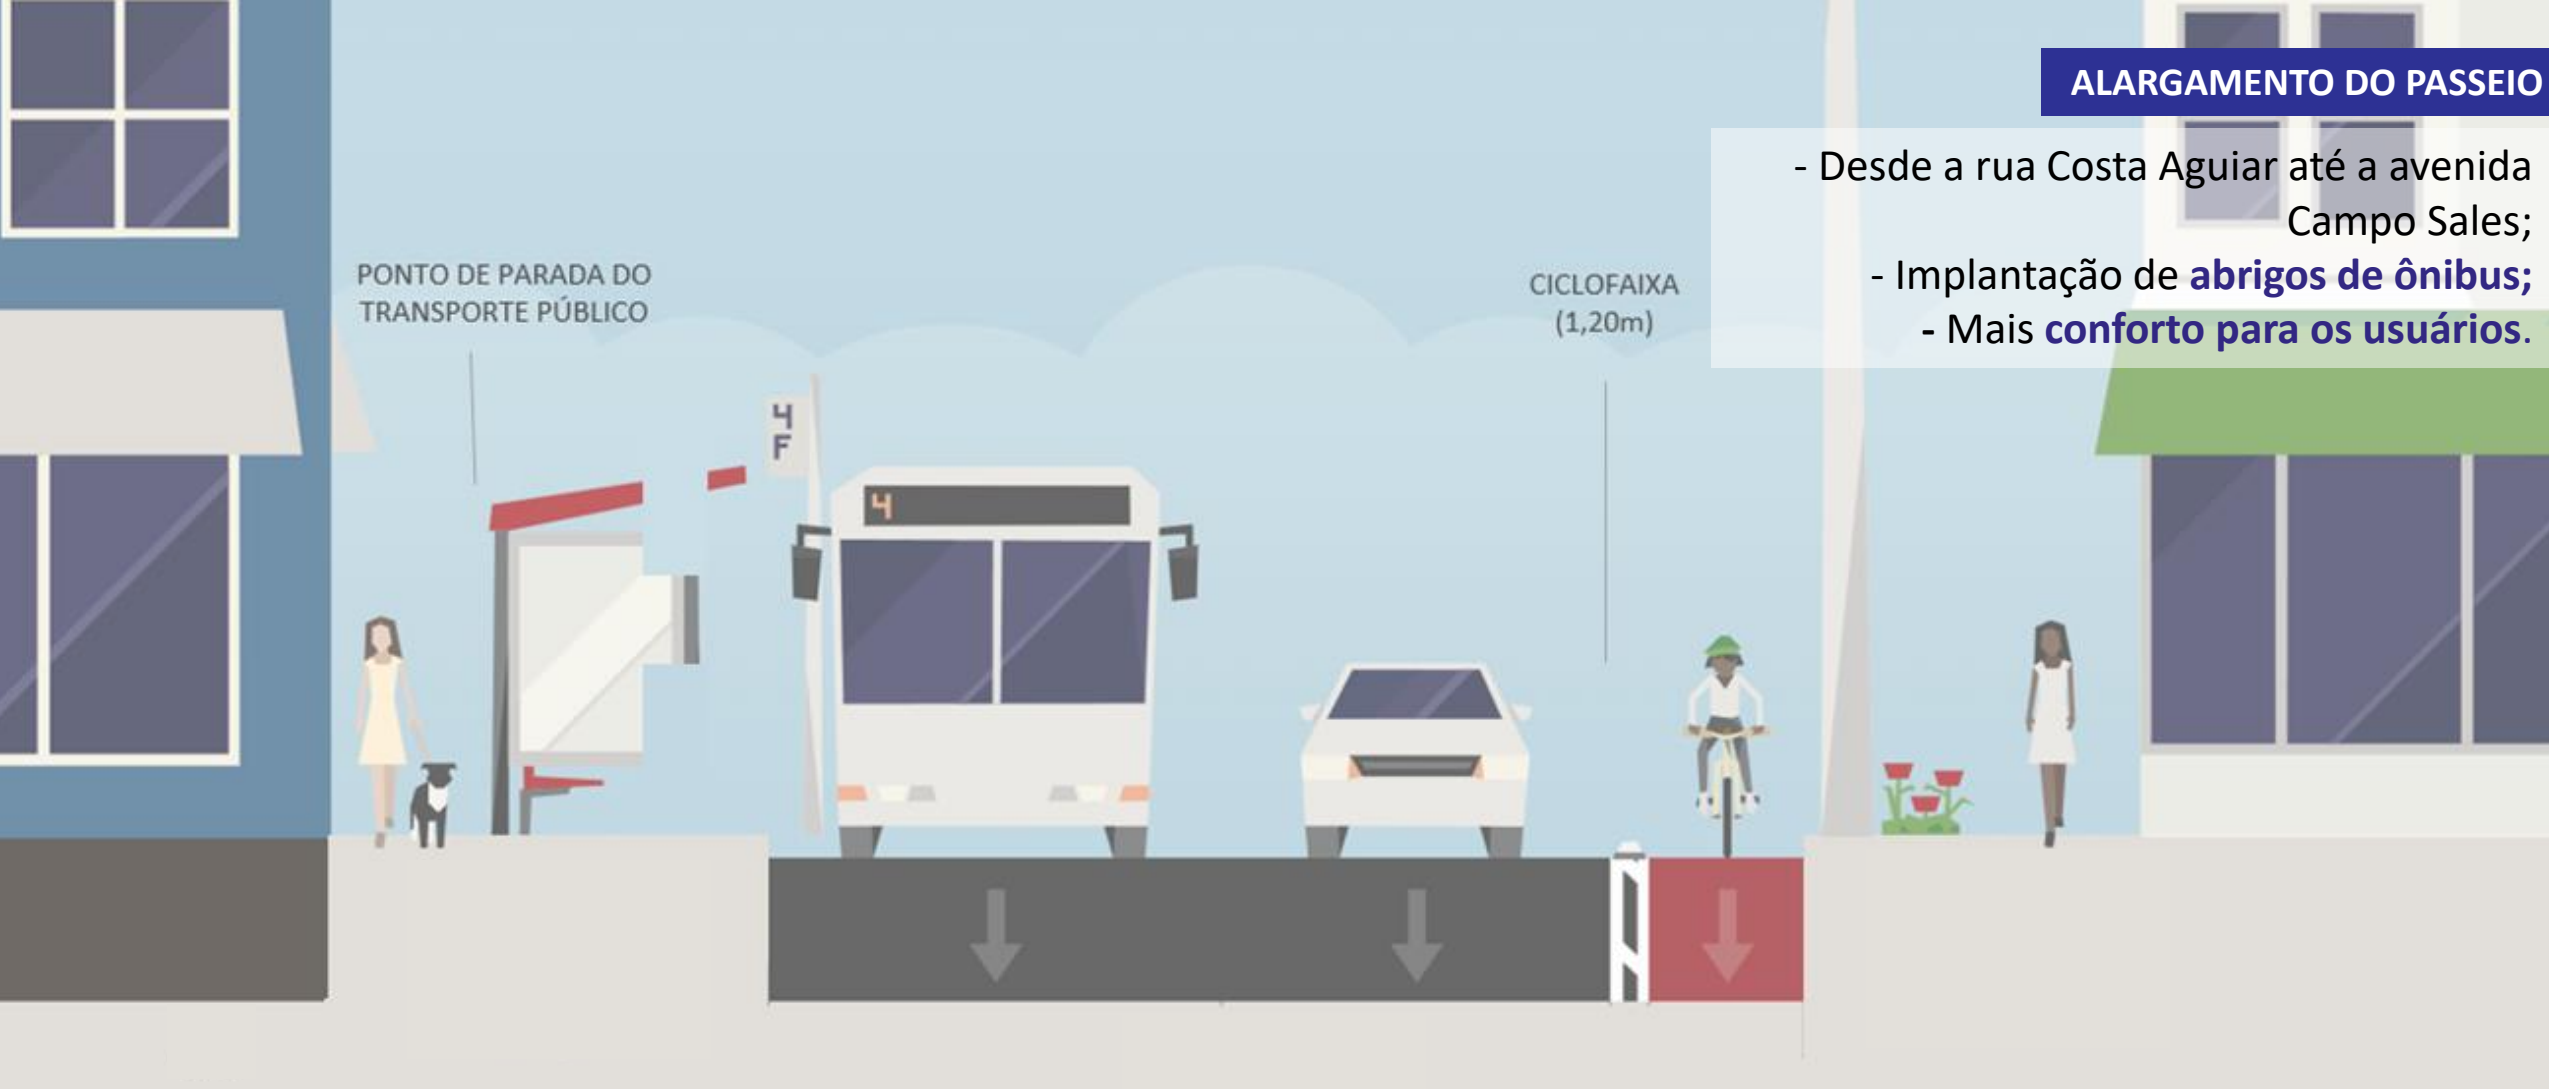 ALARGAMENTO DO PASSEIO
- Desde a rua Costa Aguiar até a avenida
Campo Sales;
- Implantação de abrigos de ônibus;
- Mais conforto para os usuários.
PONTO DE PARADA DO
TRANSPORTE PÚBLICO
CICLOFAIXA
(1,20m)
4
F
4